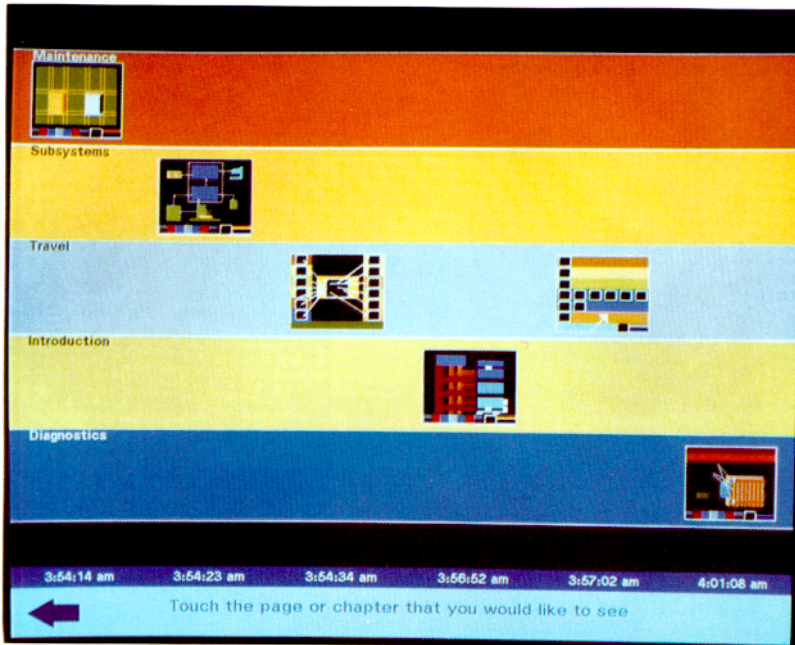 Maintenance
Subsystems
Travel
Introduction
Diagnostics
3:54:14 am 3:54:23 am 3:54:34 am 3:56:52 am 3:57:02 am 4:01:08 am
Touch the page or chapter that you would like to see